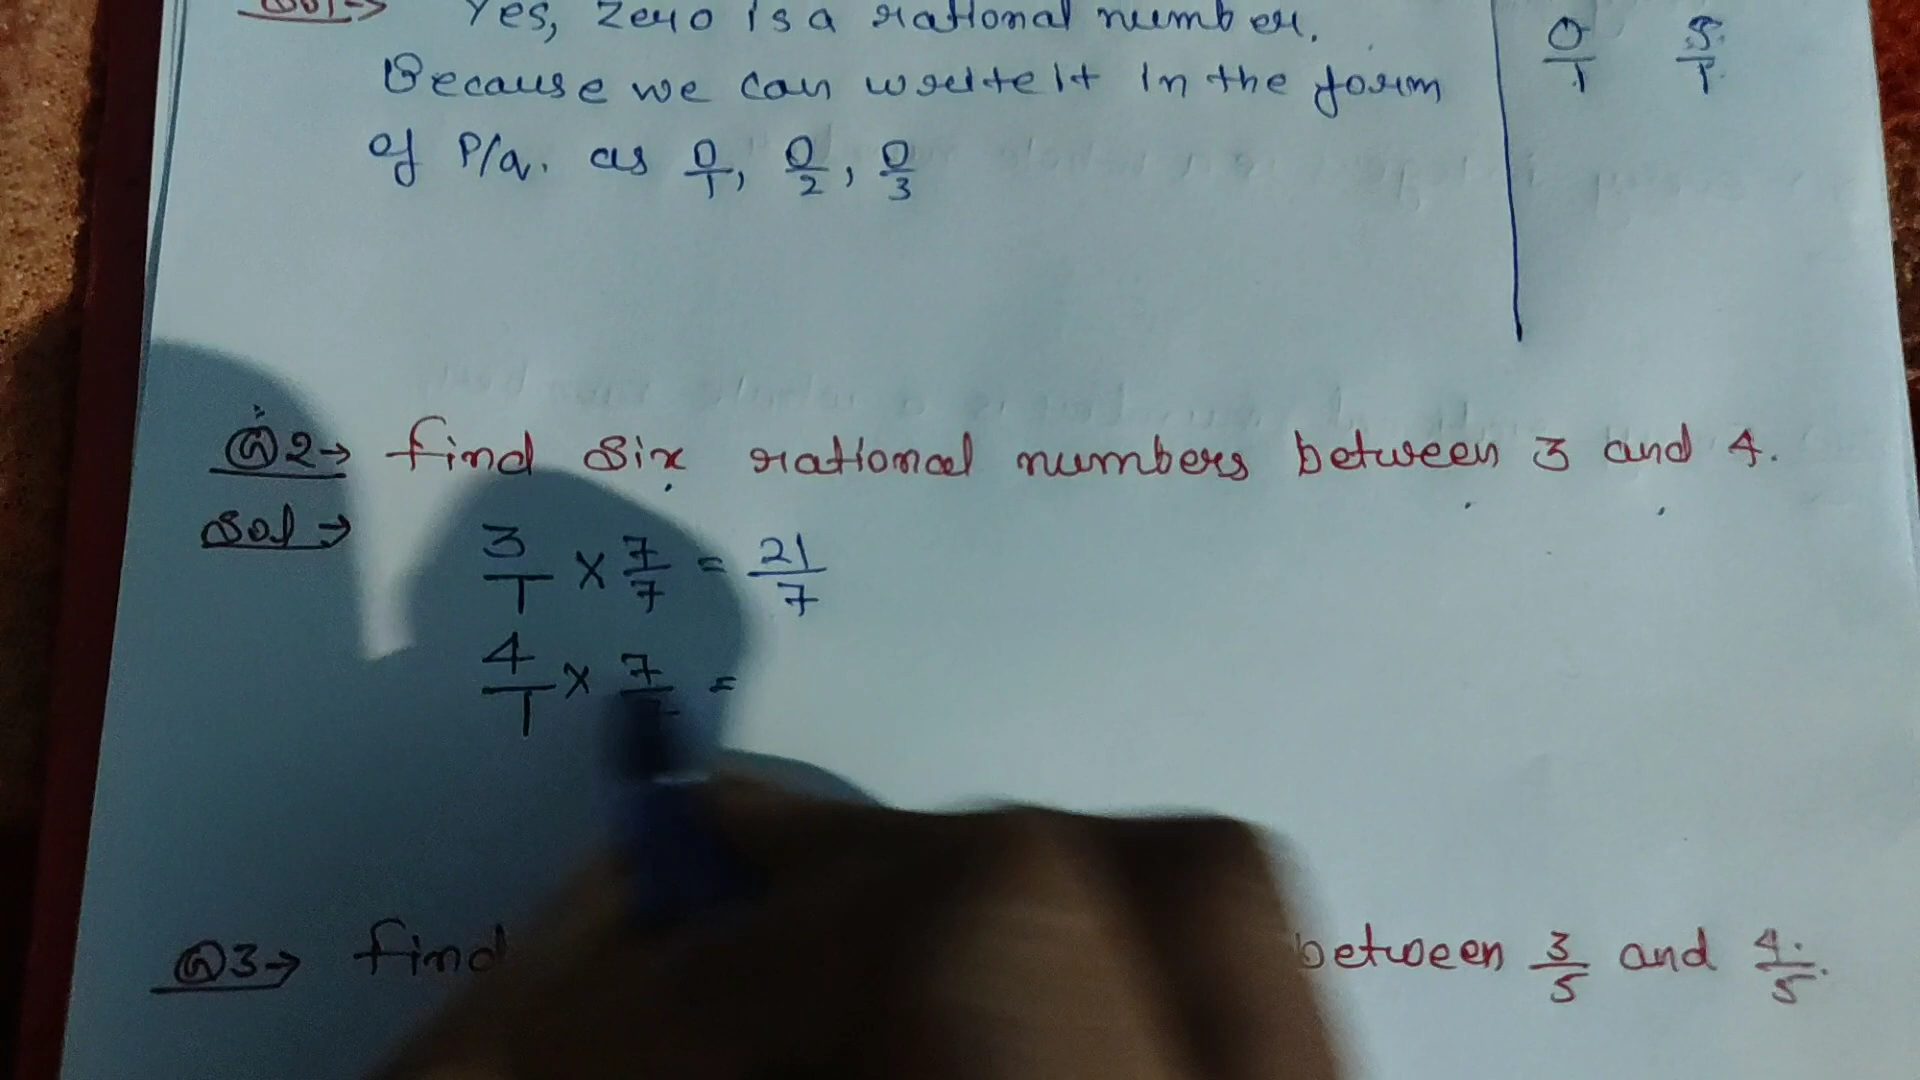 Sol→ Yes, zero is a rational number.
Because we can write it in the form
of P/q. as 0/1, 0/2, 0/3
0/1 5/1
Q2→ find six rational numbers between 3 and 4.
Sol→ 3/1 × 7/7 = 21/7
4/1 × 7/7 =
Q3→ find between 3/5 and 4/5.